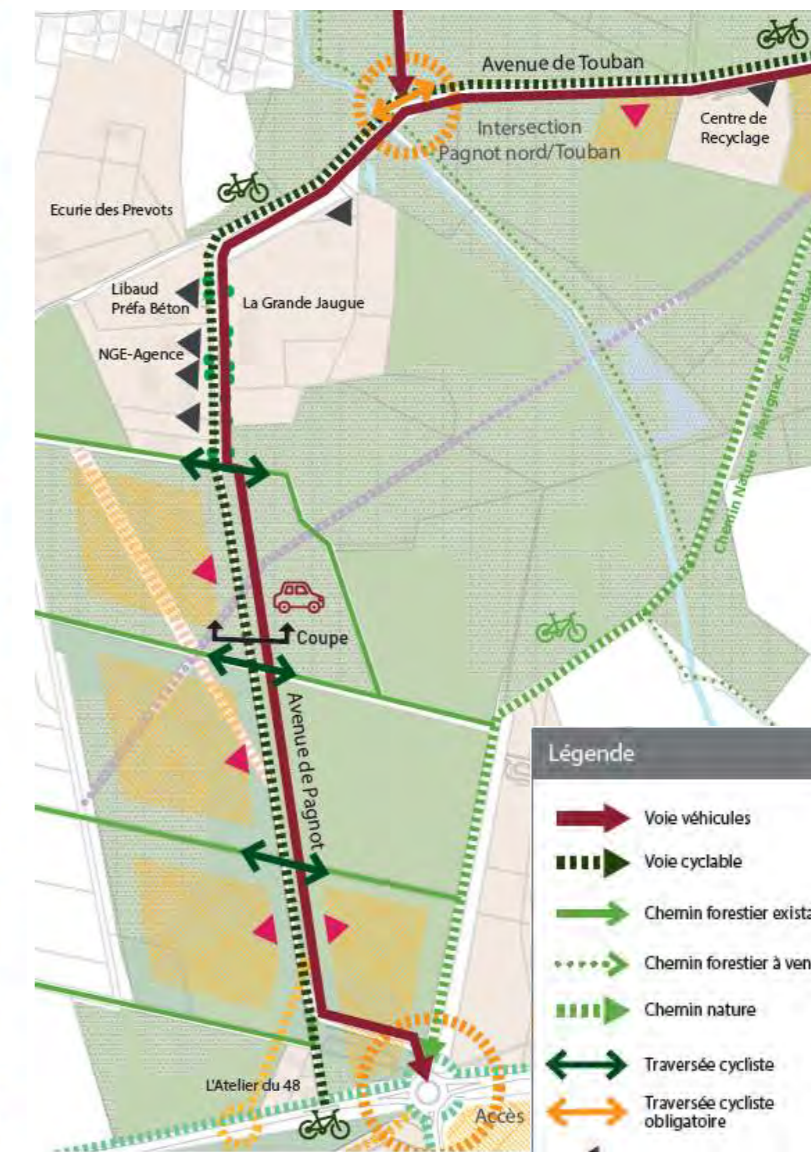 Avenue de Touban
Centre de
Recyclage
Intersection
Pagnot nord/Touban
Ecurie des Prevots
Libaud
Préfa Béton
La Grande Jaugue
NGE-Agence
Chemin Nature - Merignac / Saint Med
Coupe
Avenue de Pagnot
L'Atelier du 48
Accès
Légende
Voie véhicules
Voie cyclable
Chemin forestier exista
Chemin forestier à ven
Chemin nature
Traversée cycliste
Traversée cycliste
obligatoire